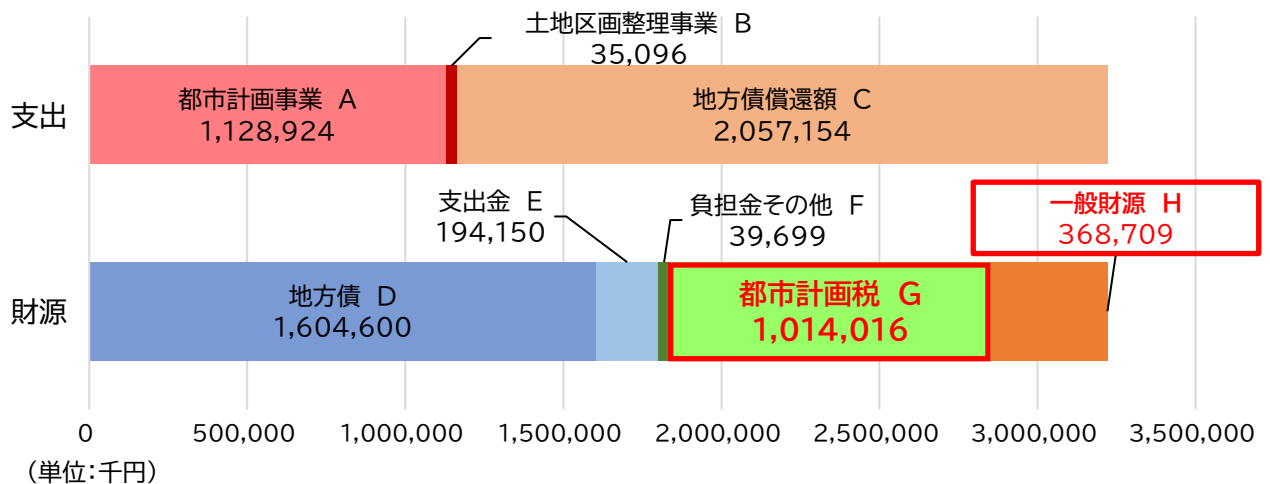 土地区画整理事業 B
35,096
支出
都市計画事業 A
1,128,924
地方債償還額 C
2,057,154
支出金 E
194,150
負担金その他 F
39,699
一般財源 H
368,709
財源
地方債 D
1,604,600
都市計画税 G
1,014,016
0 500,000 1,000,000 1,500,000 2,000,000 2,500,000 3,000,000 3,500,000
（単位：千円）